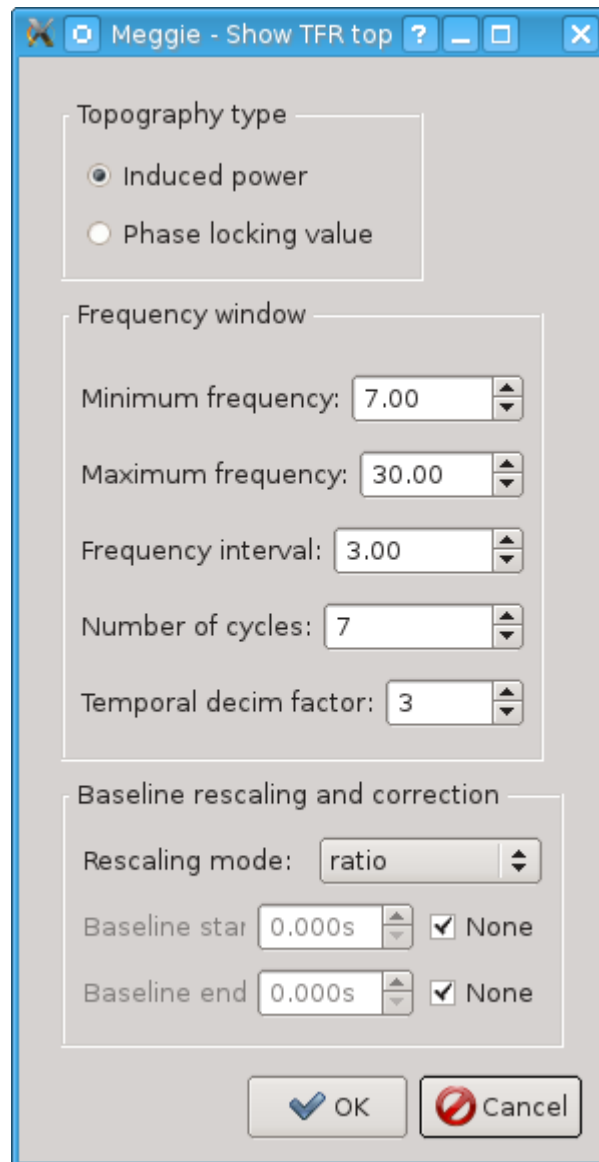 Meggie - Show TFR top ?
Topography type
Induced power
Phase locking value
Frequency window
Minimum frequency: 7.00
Maximum frequency: 30.00
Frequency interval: 3.00
Number of cycles: 7
Temporal decim factor: 3
Baseline rescaling and correction
Rescaling mode: ratio
Baseline star 0.000s None
Baseline end 0.000s None
OK Cancel